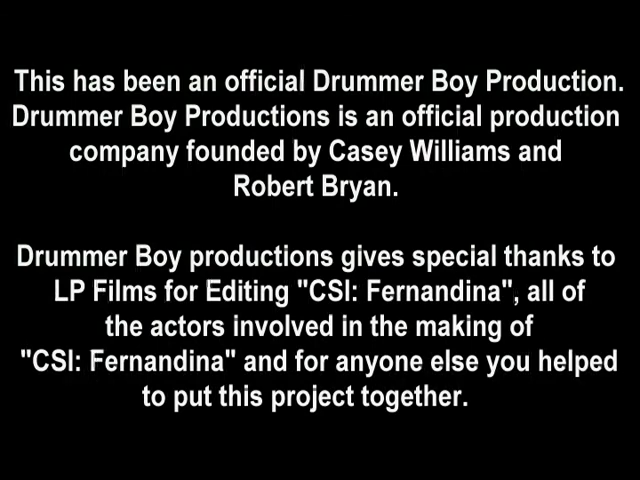 This has been an official Drummer Boy Production.
Drummer Boy Productions is an official production
company founded by Casey Williams and
Robert Bryan.
Drummer Boy productions gives special thanks to
LP Films for Editing "CSI: Fernandina", all of
the actors involved in the making of
"CSI: Fernandina" and for anyone else you helped
to put this project together.